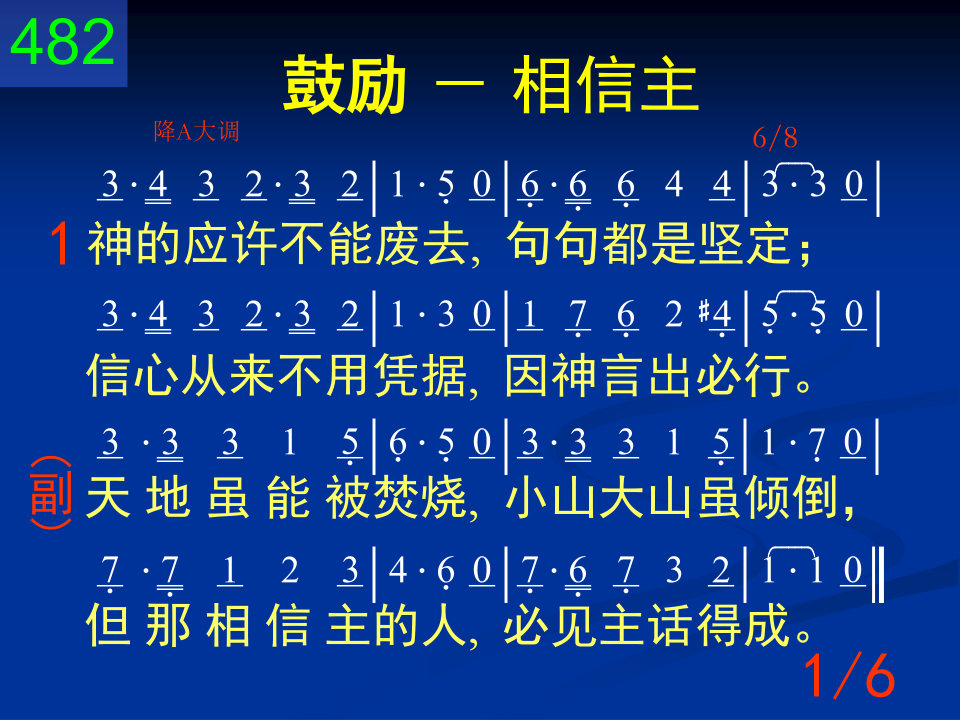 482
鼓励 － 相信主
降A大调 6/8
3 · 4 3 2 · 3 2 | 1 · 5 0 | 6 · 6 6 4 4 | 3 · 3 0 |
1 神的应许不能废去, 句句都是坚定；
3 · 4 3 2 · 3 2 | 1 · 3 0 | 1 7 6 2 #4 | 5 · 5 0 |
信心从来不用凭据, 因神言出必行。
3 · 3 3 1 5 | 6 · 5 0 | 3 · 3 3 1 5 | 1 · 7 0 |
（副） 天 地 虽 能 被焚烧, 小山大山虽倾倒，
7 · 7 1 2 3 | 4 · 6 0 | 7 · 6 7 3 2 | 1 · 1 0 ‖
但 那 相 信 主的人, 必见主话得成。
1/6